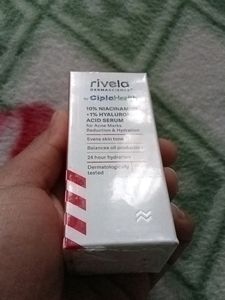 rivela
DERMASCIENCE
by CiplaHealth
10% NIACINAMIDE
+1% HYALURONIC
ACID SERUM
for Acne Marks
Reduction & Hydration
Evens skin tone
Balances oil production
24 hour hydration
Dermatologically
tested